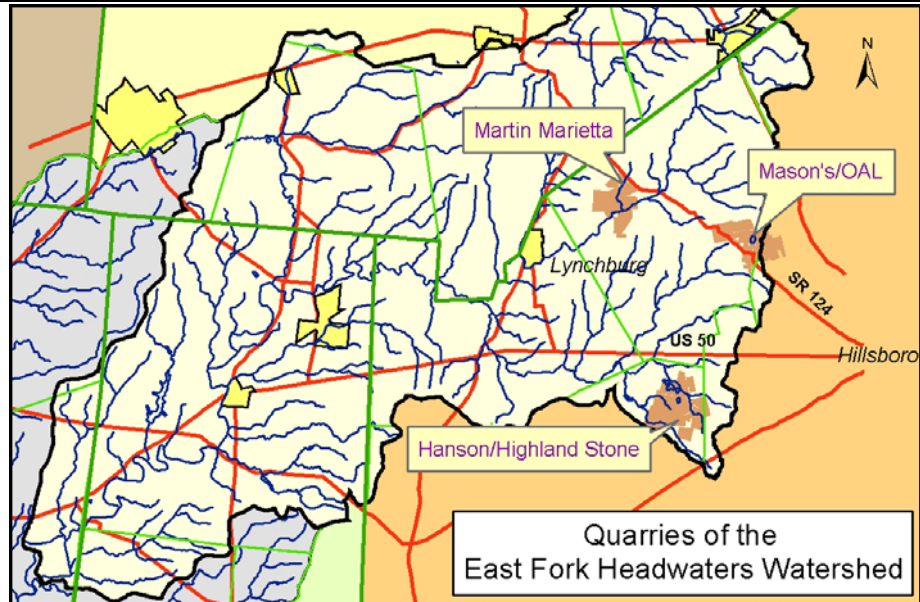 N
Martin Marietta
Mason's/OAL
Lynchburg
SR 124
US 50
Hillsboro
Hanson/Highland Stone
Quarries of the
East Fork Headwaters Watershed